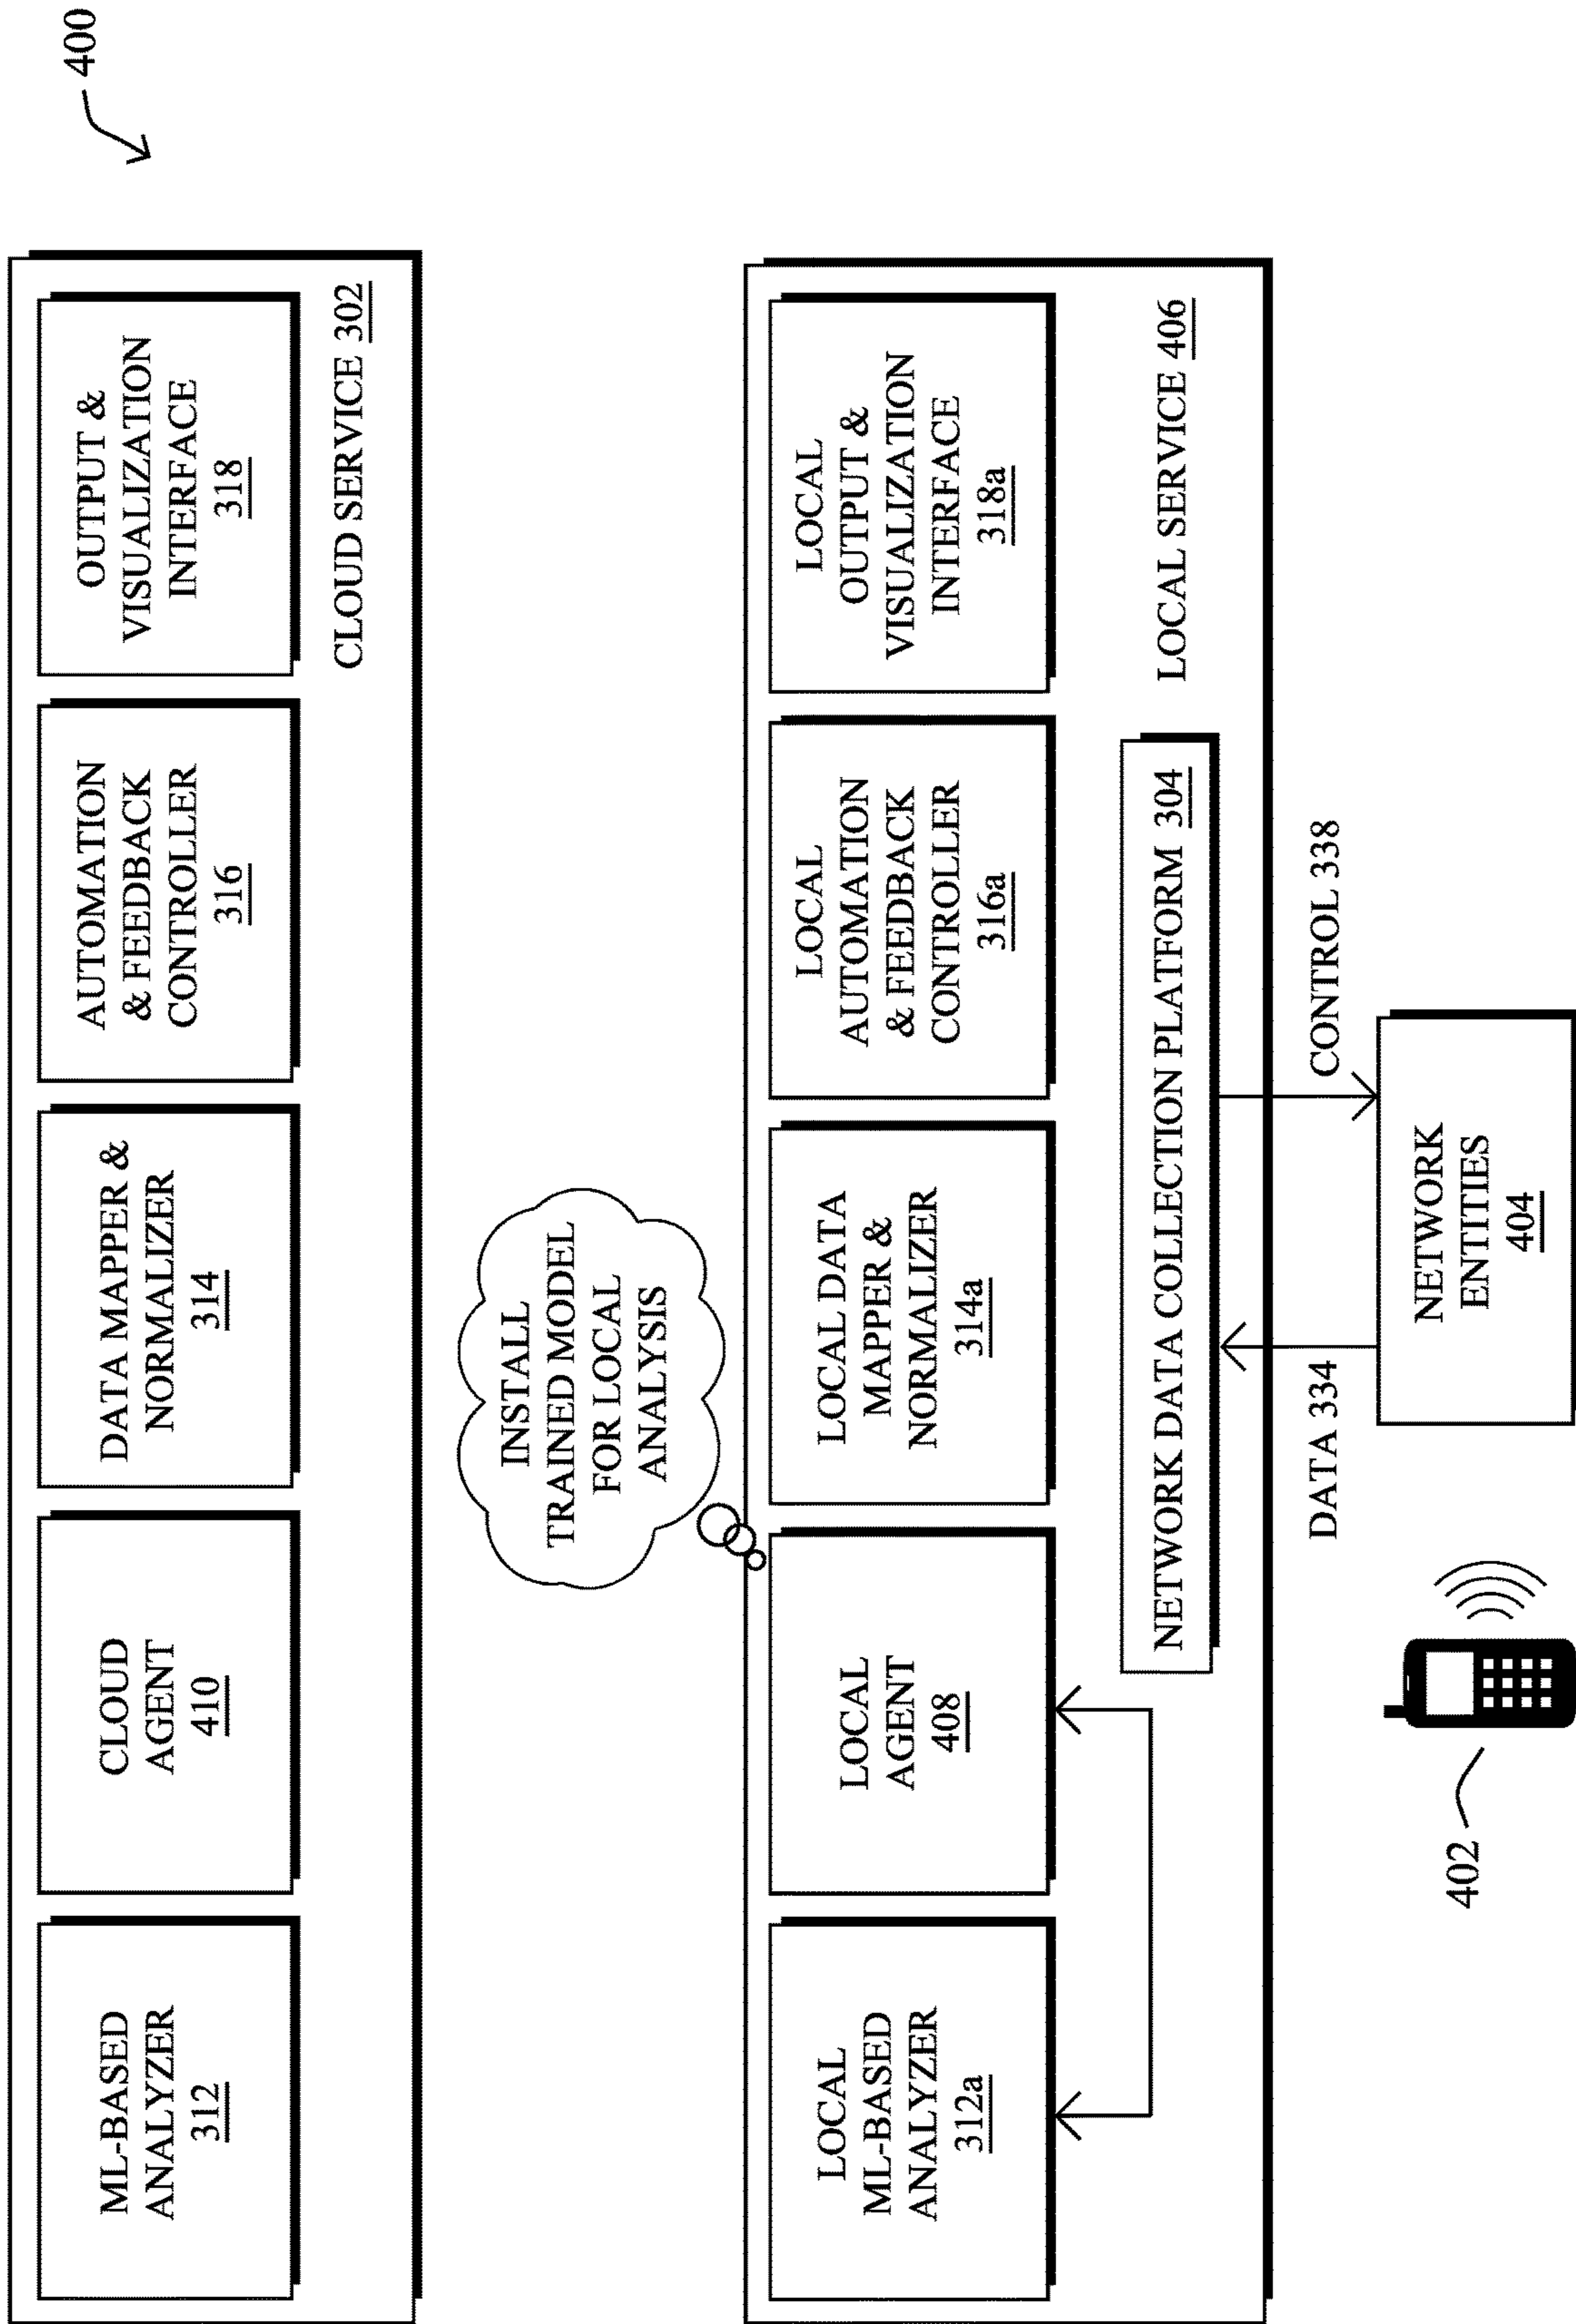 400
ML-BASED
ANALYZER
312
CLOUD
AGENT
410
DATA MAPPER &
NORMALIZER
314
AUTOMATION
& FEEDBACK
CONTROLLER
316
OUTPUT &
VISUALIZATION
INTERFACE
318
CLOUD SERVICE 302
INSTALL
TRAINED MODEL
FOR LOCAL
ANALYSIS
LOCAL
ML-BASED
ANALYZER
312a
LOCAL
AGENT
408
LOCAL DATA
MAPPER &
NORMALIZER
314a
LOCAL
AUTOMATION
& FEEDBACK
CONTROLLER
316a
LOCAL
OUTPUT &
VISUALIZATION
INTERFACE
318a
NETWORK DATA COLLECTION PLATFORM 304
LOCAL SERVICE 406
DATA 334
CONTROL 338
402
NETWORK
ENTITIES
404